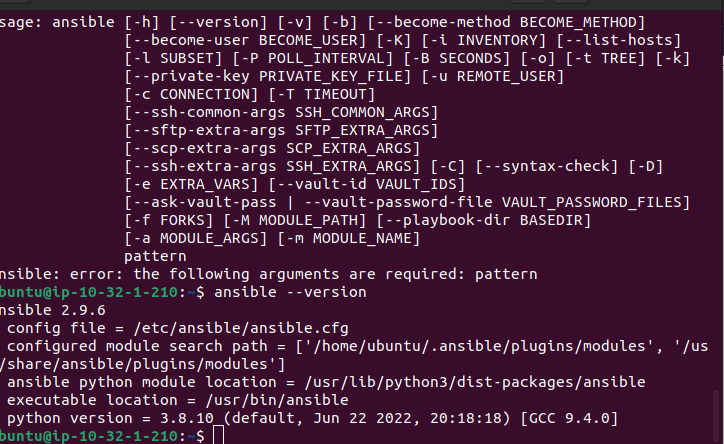 sage: ansible [-h] [--version] [-v] [-b] [--become-method BECOME_METHOD]
[--become-user BECOME_USER] [-K] [-i INVENTORY] [--list-hosts]
[-l SUBSET] [-P POLL_INTERVAL] [-B SECONDS] [-o] [-t TREE] [-k]
[--private-key PRIVATE_KEY_FILE] [-u REMOTE_USER]
[-c CONNECTION] [-T TIMEOUT]
[--ssh-common-args SSH_COMMON_ARGS]
[--sftp-extra-args SFTP_EXTRA_ARGS]
[--scp-extra-args SCP_EXTRA_ARGS]
[--ssh-extra-args SSH_EXTRA_ARGS] [-C] [--syntax-check] [-D]
[-e EXTRA_VARS] [--vault-id VAULT_IDS]
[--ask-vault-pass | --vault-password-file VAULT_PASSWORD_FILES]
[-f FORKS] [-M MODULE_PATH] [--playbook-dir BASEDIR]
[-a MODULE_ARGS] [-m MODULE_NAME]
pattern
nsible: error: the following arguments are required: pattern
buntu@ip-10-32-1-210:~$ ansible --version
nsible 2.9.6
config file = /etc/ansible/ansible.cfg
configured module search path = ['/home/ubuntu/.ansible/plugins/modules', '/us
/share/ansible/plugins/modules']
ansible python module location = /usr/lib/python3/dist-packages/ansible
executable location = /usr/bin/ansible
python version = 3.8.10 (default, Jun 22 2022, 20:18:18) [GCC 9.4.0]
buntu@ip-10-32-1-210:~$